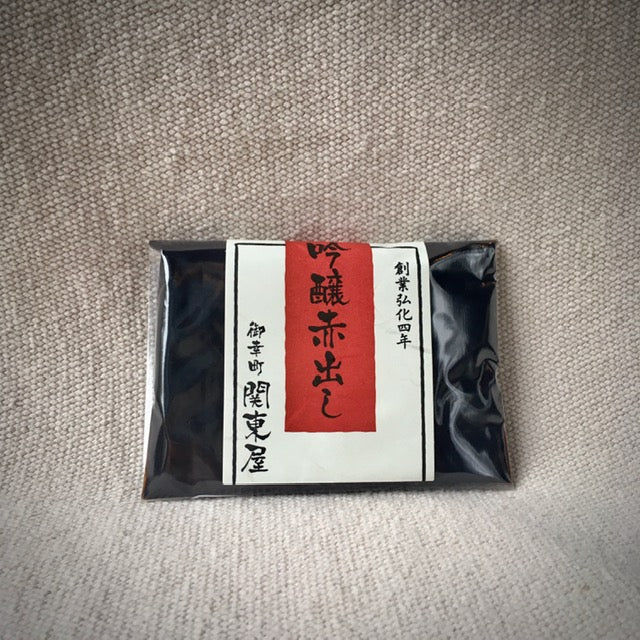 創業弘化四年
吟醸赤出し
御幸町 関東屋